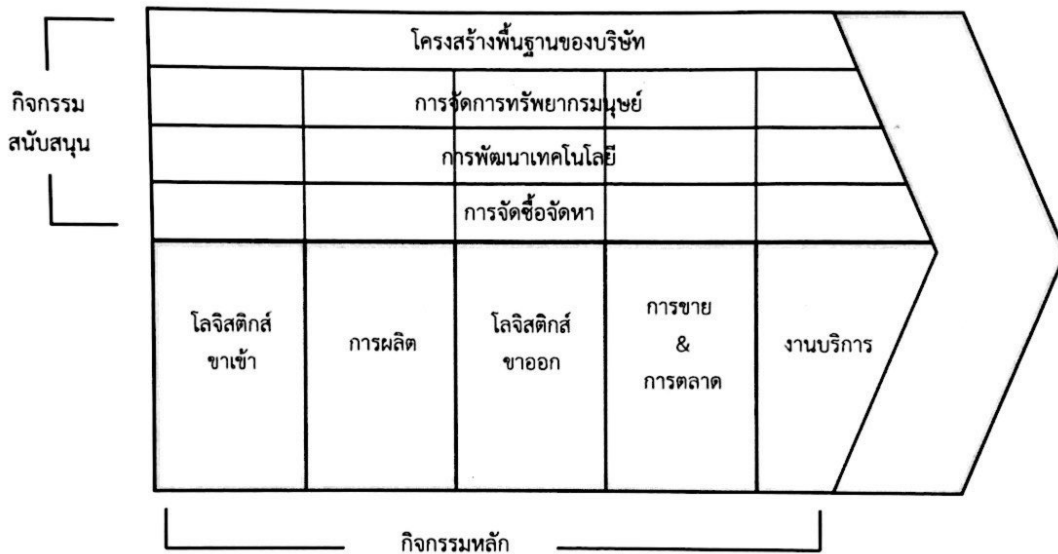 โครงสร้างพื้นฐานของบริษัท
กิจกรรม
สนับสนุน
การจัดการทรัพยากรมนุษย์
การพัฒนาเทคโนโลยี
การจัดซื้อจัดหา
โลจิสติกส์
ขาเข้า
การผลิต
โลจิสติกส์
ขาออก
การขาย
&
การตลาด
งานบริการ
กิจกรรมหลัก